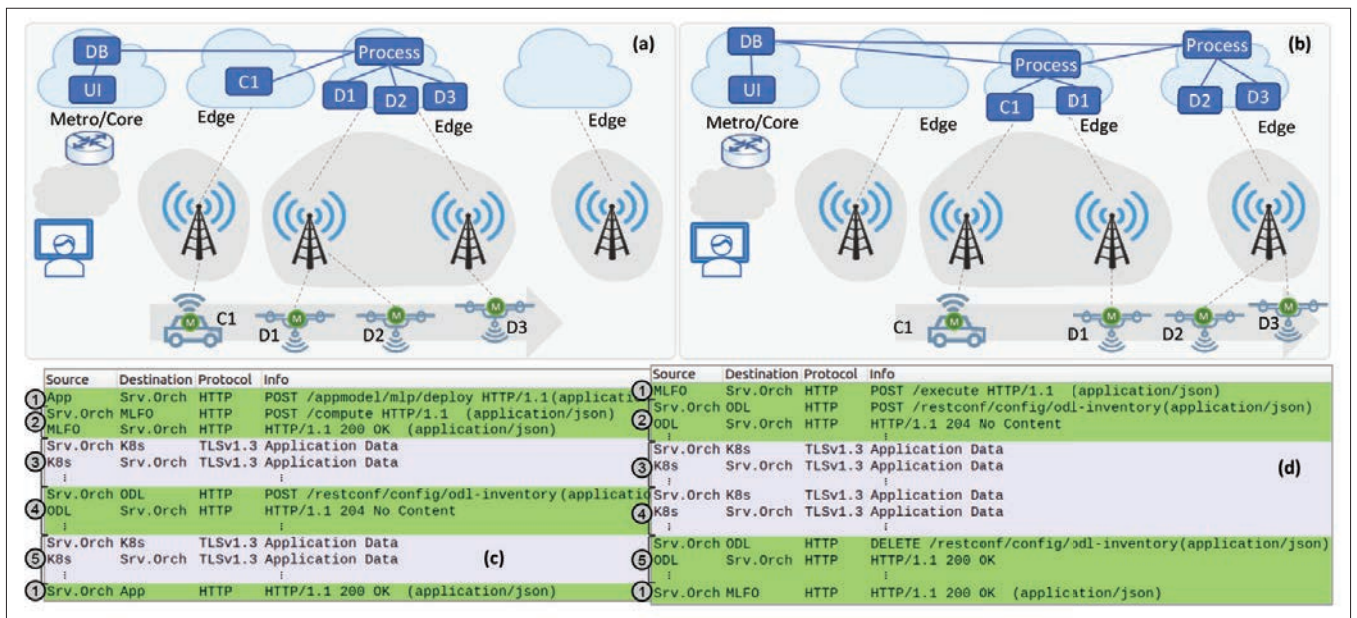 (a)
DB
Process
C1
UI
D1
D2
D3
Metro/Core
Edge
Edge
Edge
C1
D1
D2
D3
M
M
M
M
(b)
DB
Process
Process
UI
C1
D1
D2
D3
Metro/Core
Edge
Edge
Edge
C1
D1
D2
D3
M
M
M
M
Source Destination Protocol Info
1 App Srv.Orch HTTP POST /appmodel/mlp/deploy HTTP/1.1(applicati
2 Srv.Orch MLFO HTTP POST /compute HTTP/1.1 (application/json)
MLFO Srv.Orch HTTP HTTP/1.1 200 OK (application/json)
Srv.Orch K8s TLSv1.3 Application Data
3 K8s Srv.Orch TLSv1.3 Application Data
⋮ ⋮
Srv.Orch ODL HTTP POST /restconf/config/odl-inventory(applicatio
4 ODL Srv.Orch HTTP HTTP/1.1 204 No Content
⋮ ⋮
Srv.Orch K8s TLSv1.3 Application Data
5 K8s Srv.Orch TLSv1.3 Application Data (c)
⋮ ⋮
1 Srv.Orch App HTTP HTTP/1.1 200 OK (application/json)
Source Destination Protocol Info
1 MLFO Srv.Orch HTTP POST /execute HTTP/1.1 (application/json)
Srv.Orch ODL HTTP POST /restconf/config/odl-inventory(application/json)
2 ODL Srv.Orch HTTP HTTP/1.1 204 No Content
⋮ ⋮
Srv.Orch K8s TLSv1.3 Application Data
3 K8s Srv.Orch TLSv1.3 Application Data (d)
⋮ ⋮
Srv.Orch K8s TLSv1.3 Application Data
4 K8s Srv.Orch TLSv1.3 Application Data
⋮ ⋮
Srv.Orch ODL HTTP DELETE /restconf/config/odl-inventory(application/json)
5 ODL Srv.Orch HTTP HTTP/1.1 200 OK
⋮ ⋮
1 Srv.Orch MLFO HTTP HTTP/1.1 200 OK (application/json)